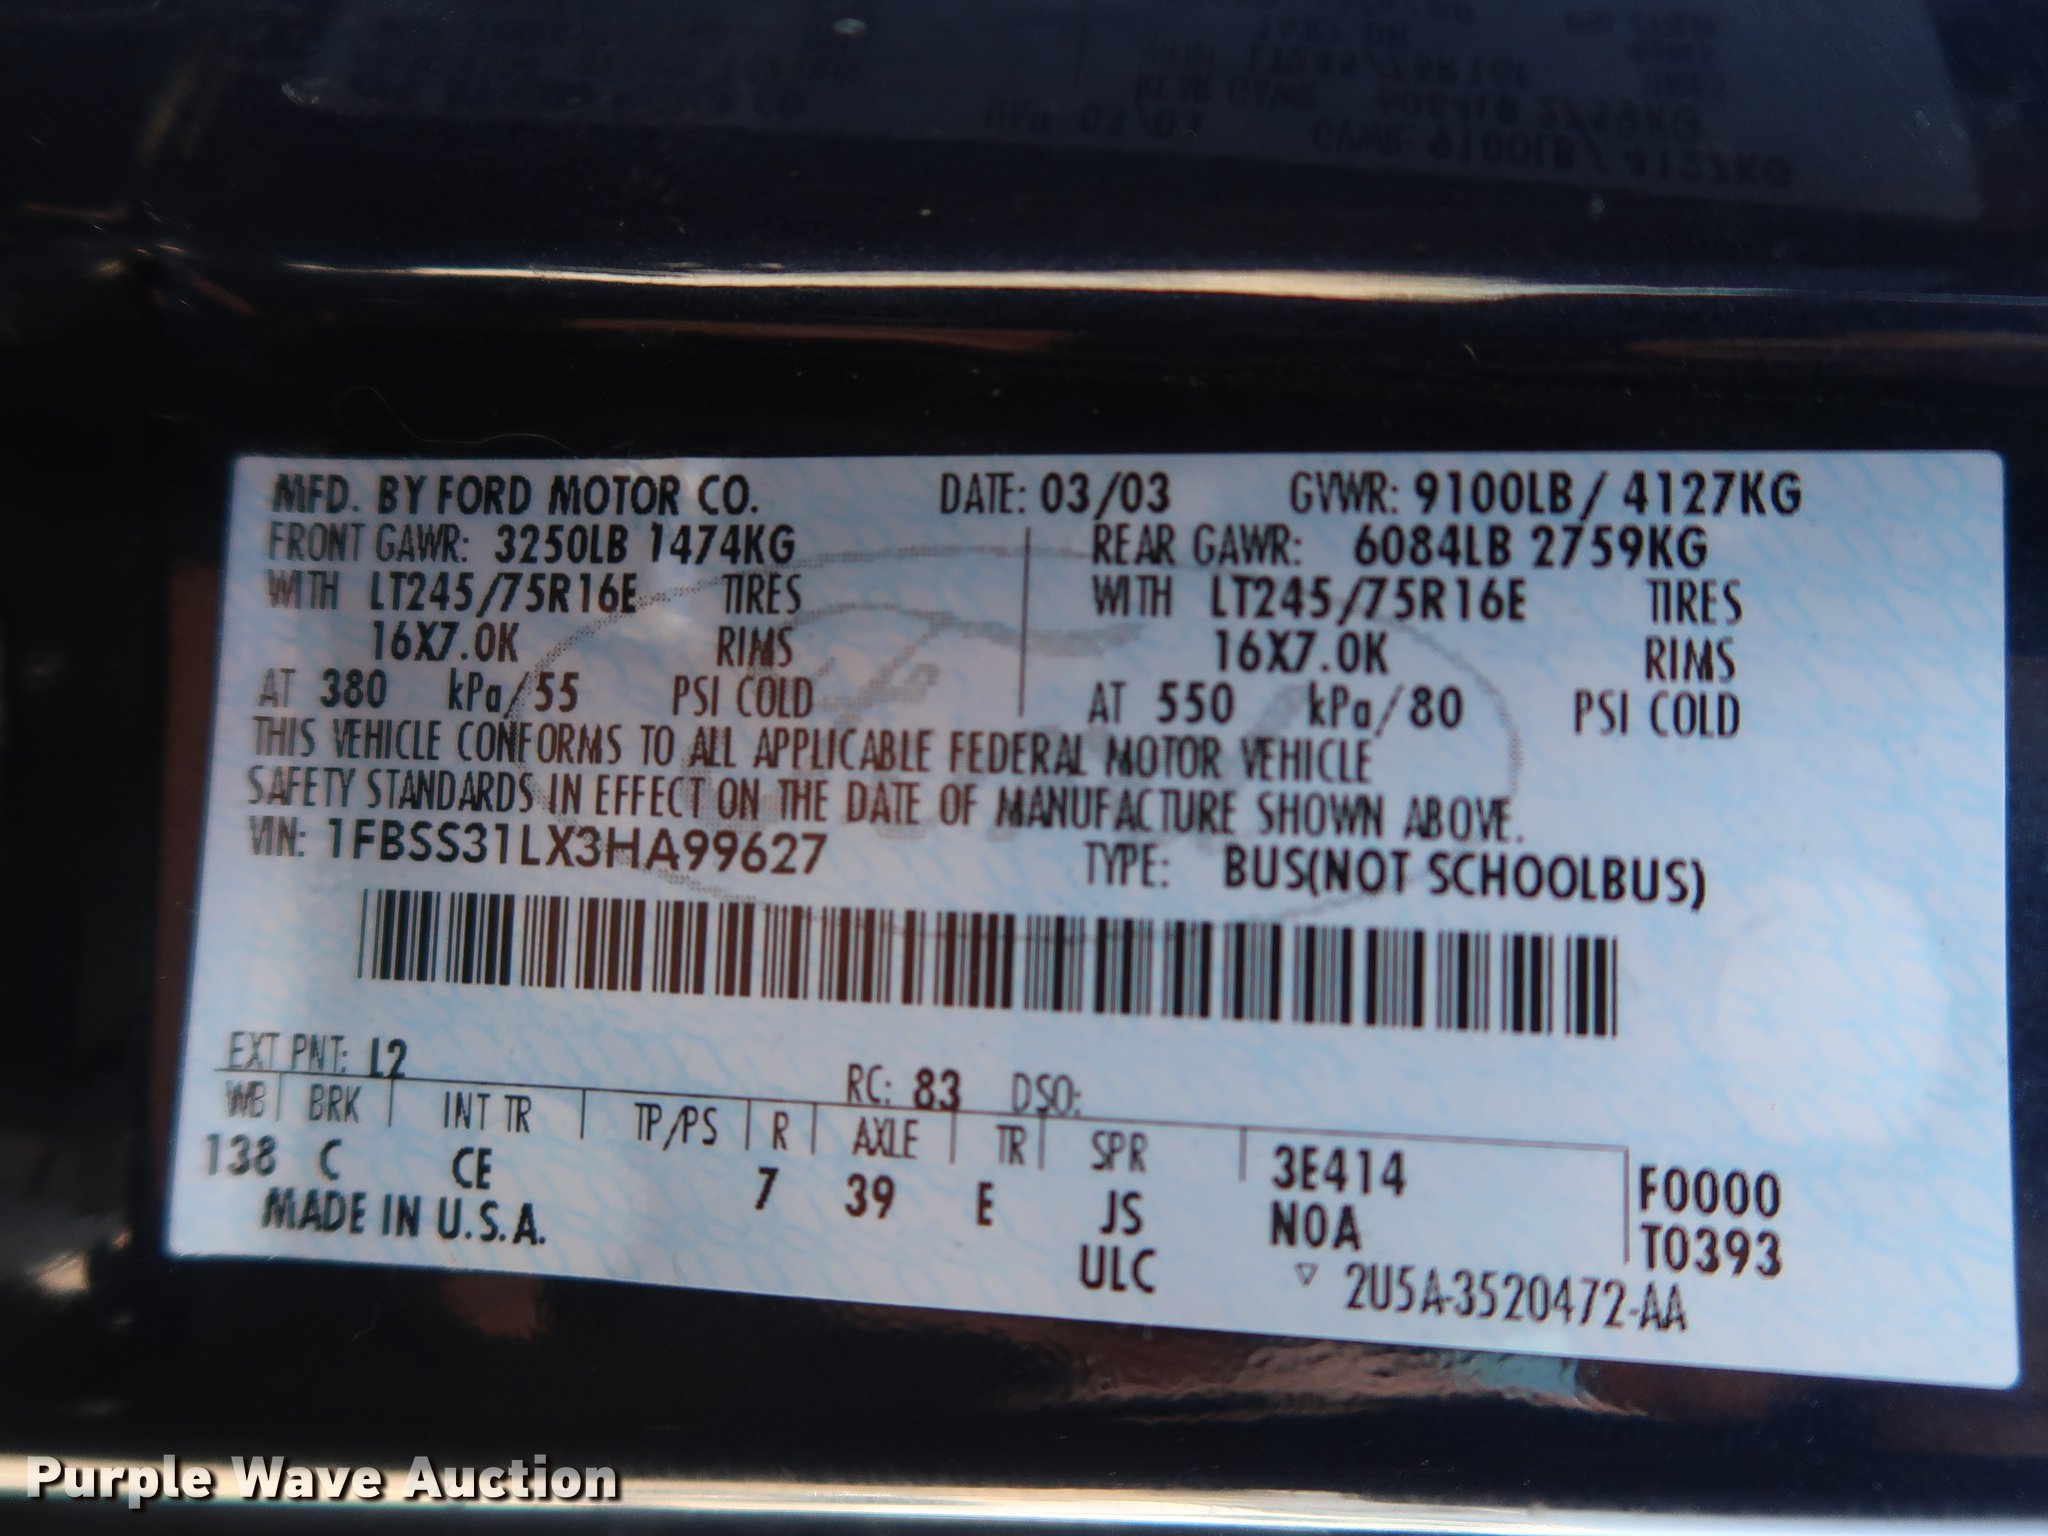 MFD. BY FORD MOTOR CO. DATE: 03/03 GVWR: 9100LB/ 4127KG
FRONT GAWR: 3250LB 1474KG REAR GAWR: 6084LB 2759KG
WITH LT245/75R16E TIRES WITH LT245/75R16E TIRES
16X7.0K RIMS 16X7.0K RIMS
AT 380 kPa/55 PSI COLD AT 550 kPa/80 PSI COLD
THIS VEHICLE CONFORMS TO ALL APPLICABLE FEDERAL MOTOR VEHICLE
SAFETY STANDARDS IN EFFECT ON THE DATE OF MANUFACTURE SHOWN ABOVE.
VIN: 1FBSS31LX3HA99627 TYPE: BUS(NOT SCHOOLBUS)
EXT PNT: L2 RC: 83 DSO:
WB BRK INT TR TP/PS R AXLE TR SPR 3E414 F0000
138 C CE 7 39 E JS N0A T0393
MADE IN U.S.A. ULC ▽ 2U5A-3520472-AA
Purple Wave Auction